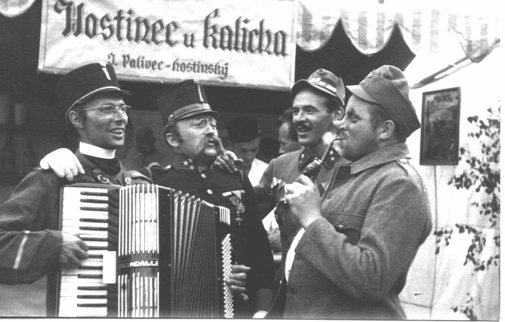 Hostinec u kalicha
J. Palivec - hostinský